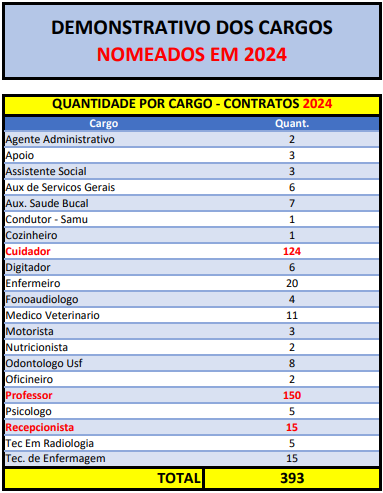 DEMONSTRATIVO DOS CARGOS
NOMEADOS EM 2024
QUANTIDADE POR CARGO - CONTRATOS 2024
Cargo Quant.
Agente Administrativo 2
Apoio 3
Assistente Social 3
Aux de Servicos Gerais 6
Aux. Saude Bucal 7
Condutor - Samu 1
Cozinheiro 1
Cuidador 124
Digitador 6
Enfermeiro 20
Fonoaudiologo 4
Medico Veterinario 11
Motorista 3
Nutricionista 2
Odontologo Usf 8
Oficineiro 2
Professor 150
Psicologo 5
Recepcionista 15
Tec Em Radiologia 5
Tec. de Enfermagem 15
TOTAL 393